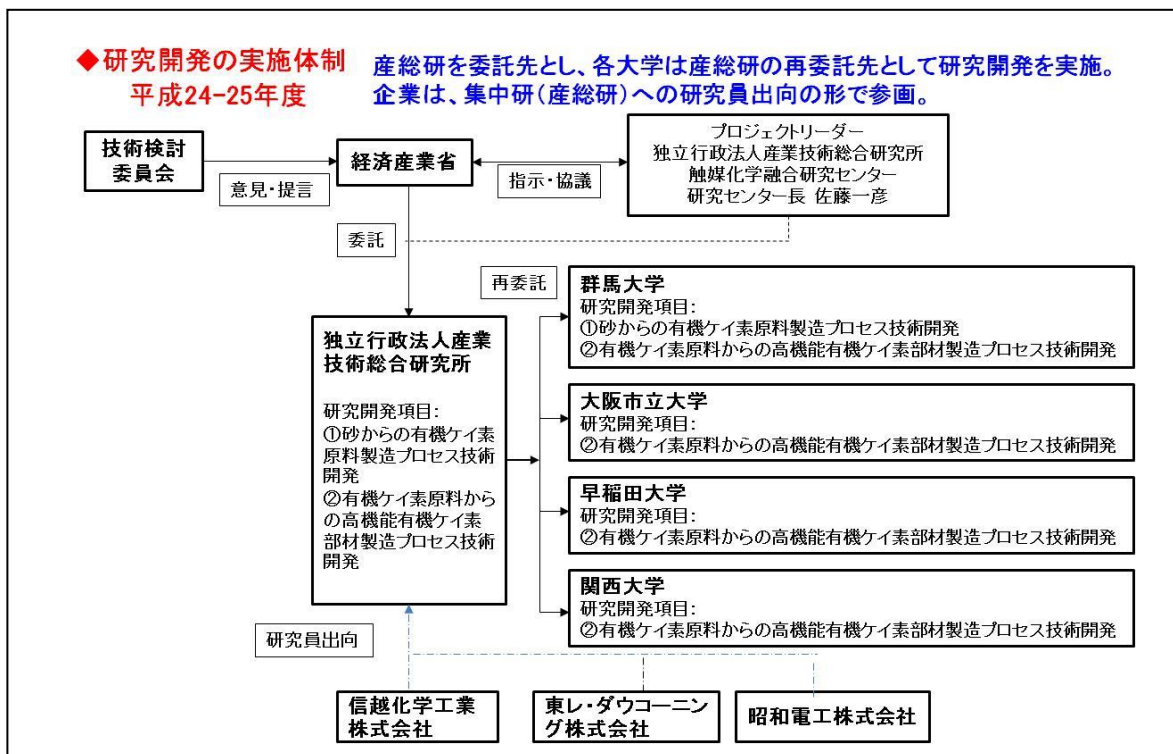 ◆研究開発の実施体制
平成24-25年度
産総研を委託先とし、各大学は産総研の再委託先として研究開発を実施。
企業は、集中研(産総研)への研究員出向の形で参画。
技術検討
委員会
意見・提言
経済産業省
指示・協議
プロジェクトリーダー
独立行政法人産業技術総合研究所
触媒化学融合研究センター
研究センター長 佐藤一彦
委託
再委託
独立行政法人産業
技術総合研究所
研究開発項目:
①砂からの有機ケイ素
原料製造プロセス技術
開発
②有機ケイ素原料から
の高機能有機ケイ素
部材製造プロセス技術
開発
群馬大学
研究開発項目:
①砂からの有機ケイ素原料製造プロセス技術開発
②有機ケイ素原料からの高機能有機ケイ素部材製造プロセス技術開発
大阪市立大学
研究開発項目:
②有機ケイ素原料からの高機能有機ケイ素部材製造プロセス技術開発
早稲田大学
研究開発項目:
②有機ケイ素原料からの高機能有機ケイ素部材製造プロセス技術開発
関西大学
研究開発項目:
②有機ケイ素原料からの高機能有機ケイ素部材製造プロセス技術開発
研究員出向
信越化学工業
株式会社
東レ・ダウコーニン
グ株式会社
昭和電工株式会社